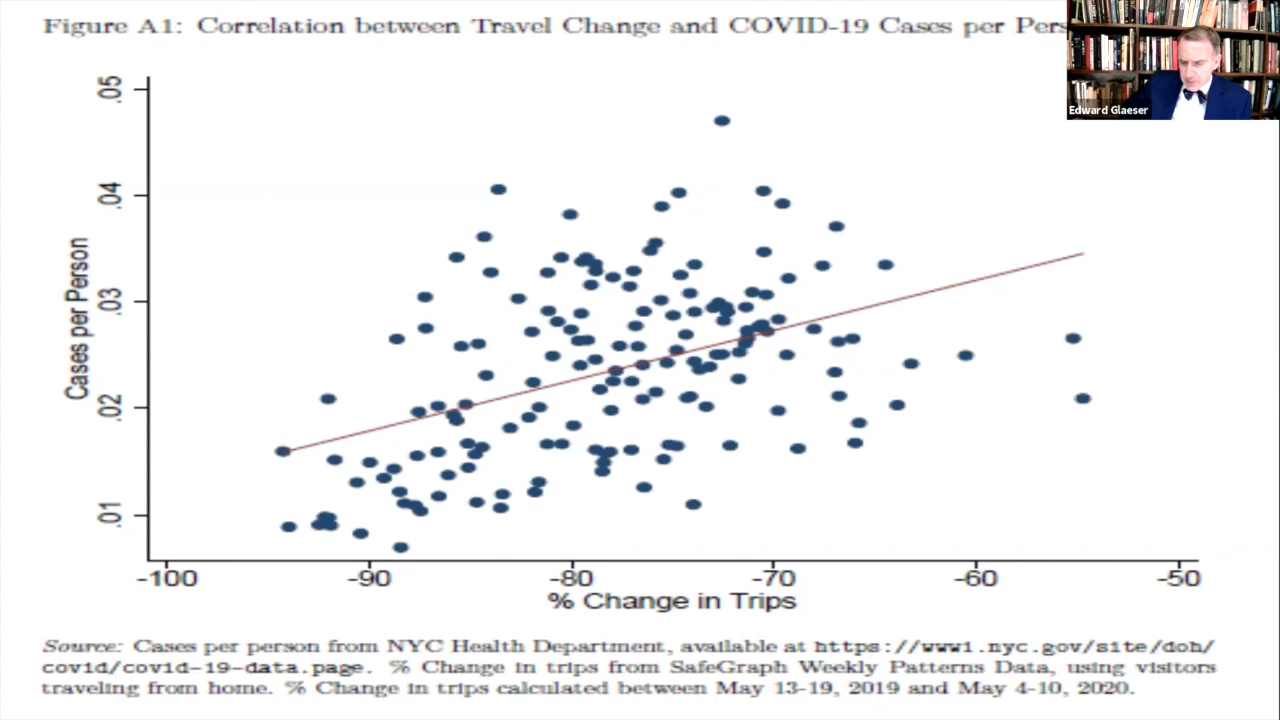 Figure A1: Correlation between Travel Change and COVID-19 Cases per Pers
Edward Glaeser
.05
.04
.03
.02
.01
Cases per Person
-100 -90 -80 -70 -60 -50
% Change in Trips
Source: Cases per person from NYC Health Department, available at https://www1.nyc.gov/site/doh/
covid/covid-19-data.page. % Change in trips from SafeGraph Weekly Patterns Data, using visitors
traveling from home. % Change in trips calculated between May 13-19, 2019 and May 4-10, 2020.